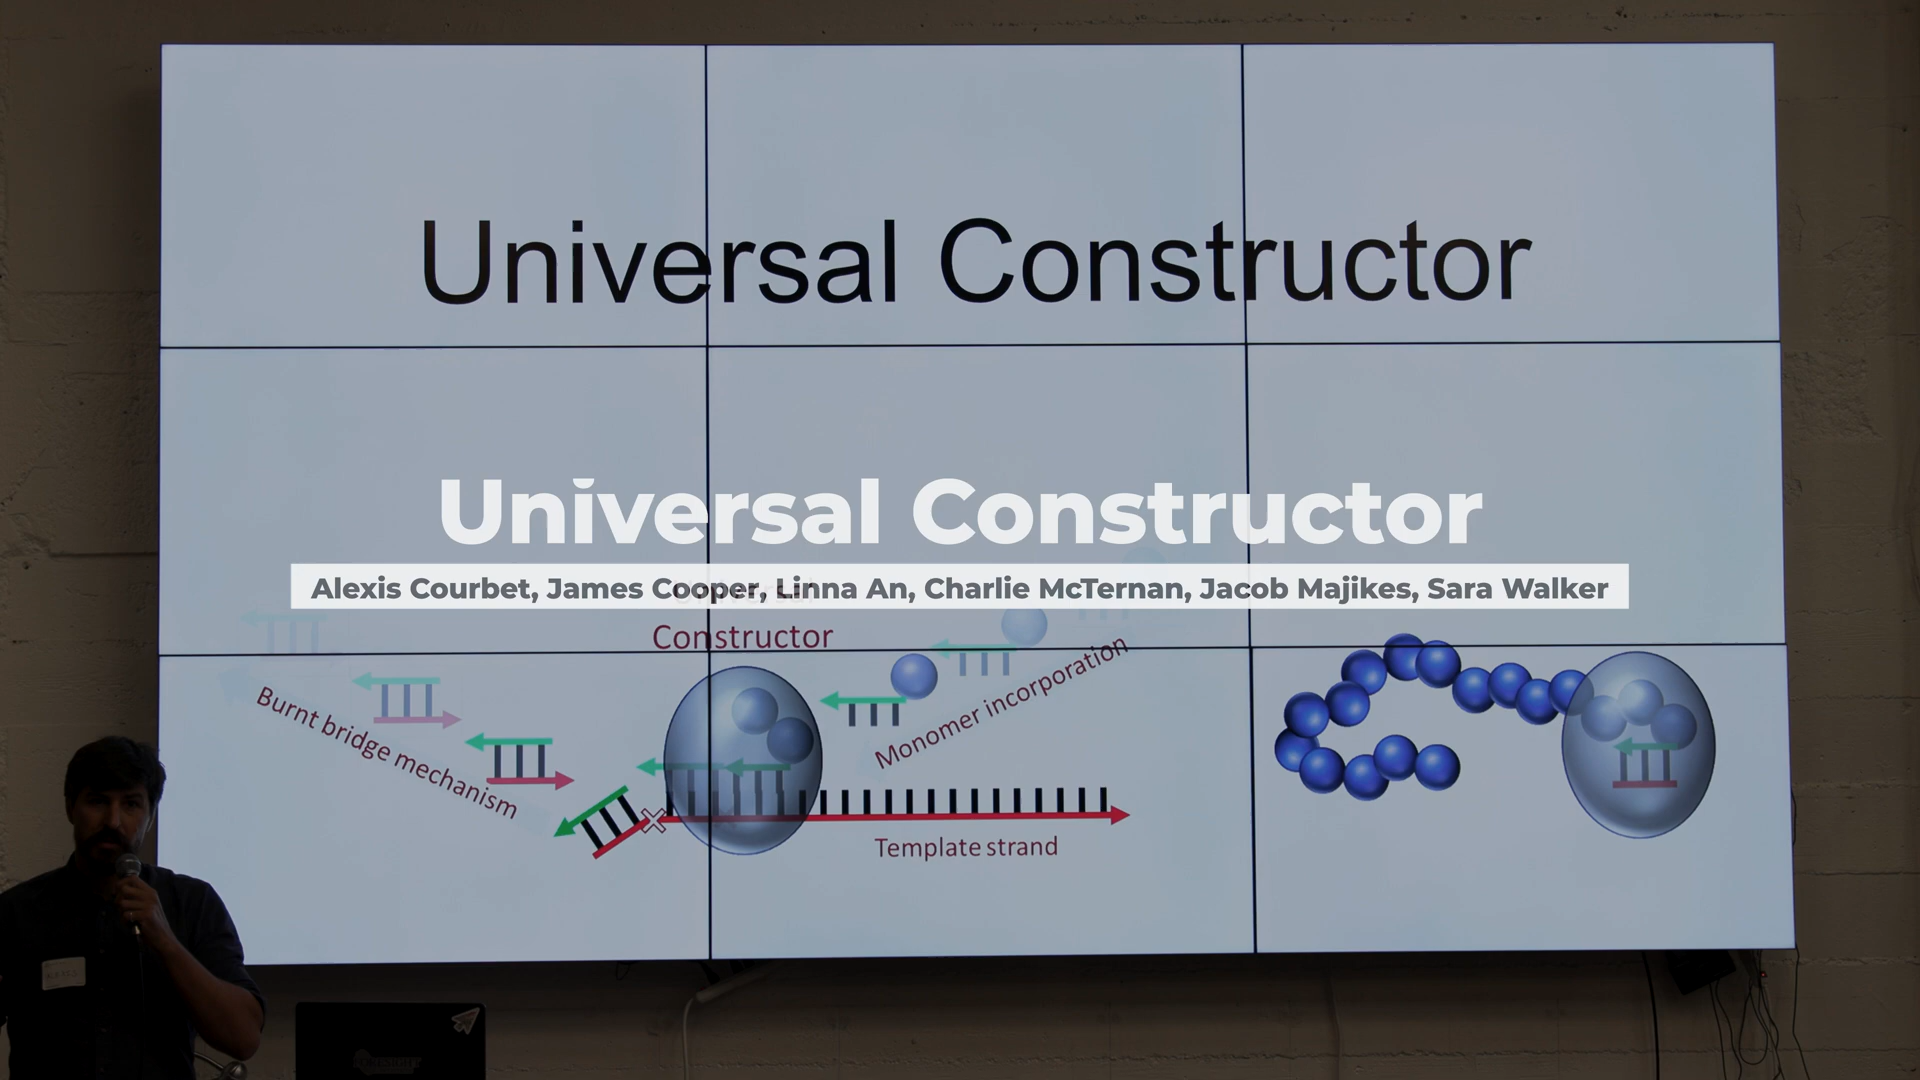 Universal Constructor
Universal Constructor
Alexis Courbet, James Cooper, Linna An, Charlie McTernan, Jacob Majikes, Sara Walker
Universal
Constructor
Burnt bridge mechanism
Monomer incorporation
Template strand